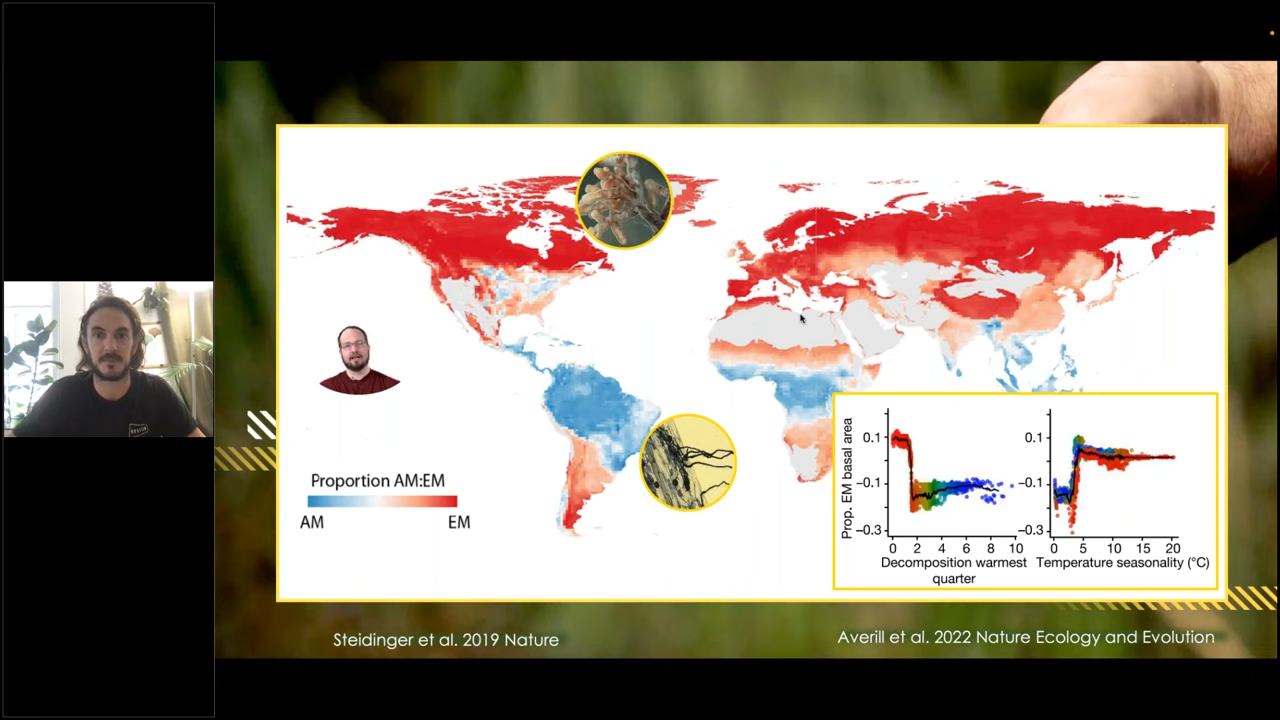 Proportion AM:EM
AM
EM
Prop. EM basal area
0.1
−0.1
−0.3
0
2
4
6
8
10
Decomposition warmest
quarter
0.1
−0.1
−0.3
0
5
10
15
20
Temperature seasonality (°C)
Steidinger et al. 2019 Nature
Averill et al. 2022 Nature Ecology and Evolution